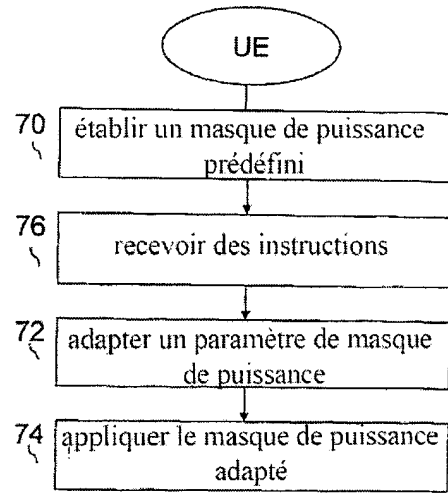 UE
70
établir un masque de puissance
prédéfini
76
recevoir des instructions
72
adapter un paramètre de masque
de puissance
74
appliquer le masque de puissance
adapté